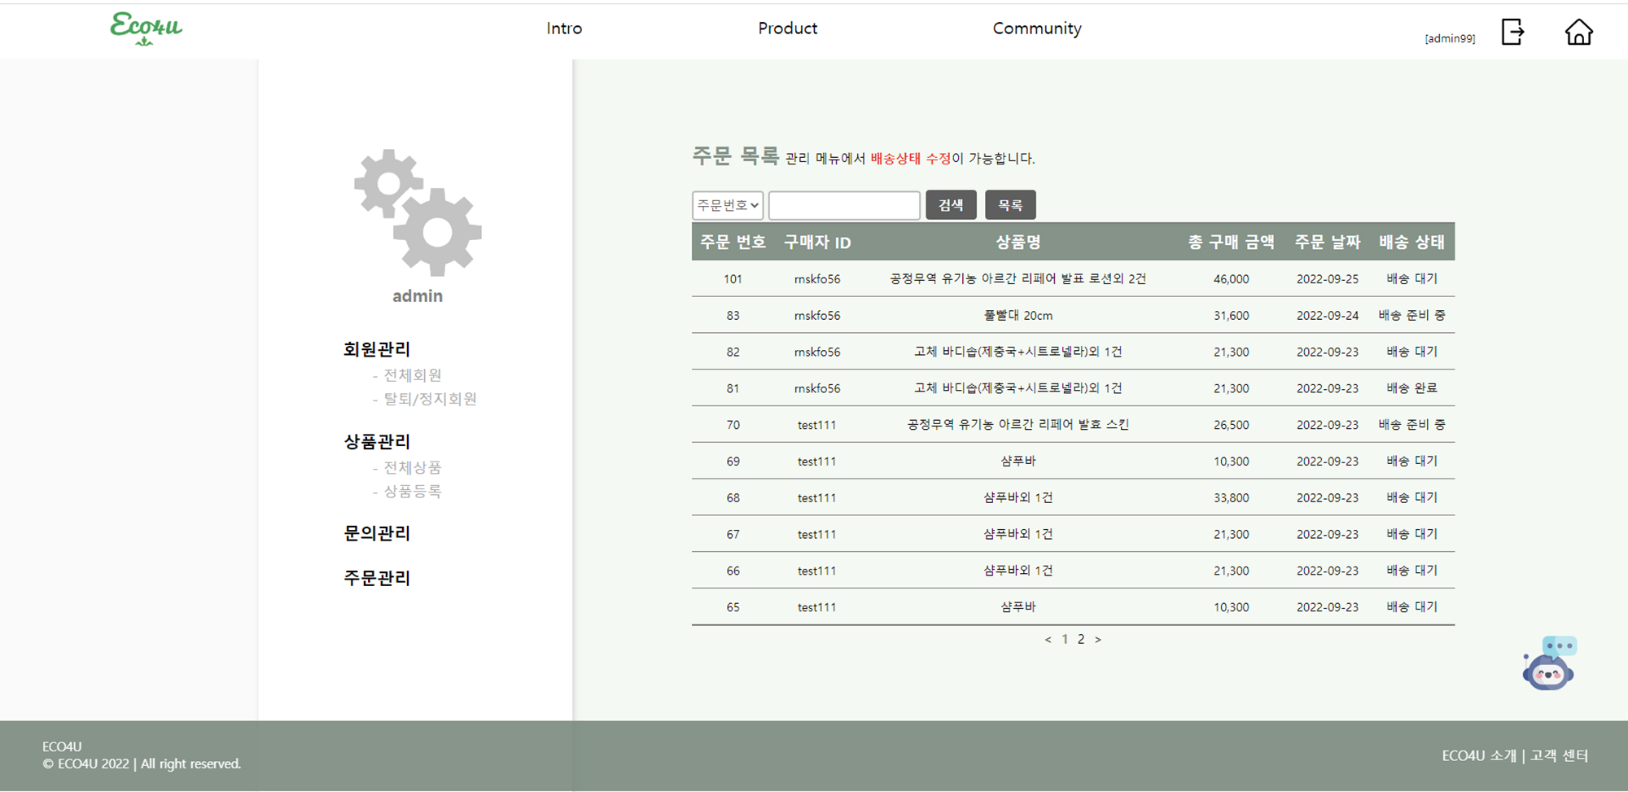 Eco4u
Intro Product Community [admin99]
admin
회원관리
- 전체회원
- 탈퇴/정지회원
상품관리
- 전체상품
- 상품등록
문의관리
주문관리
주문 목록 관리 메뉴에서 배송상태 수정이 가능합니다.
주문번호 검색 목록
주문 번호 구매자 ID 상품명 총 구매 금액 주문 날짜 배송 상태
101 rnskfo56 공정무역 유기농 아르간 리페어 발표 로션외 2건 46,000 2022-09-25 배송 대기
83 rnskfo56 풀빨대 20cm 31,600 2022-09-24 배송 준비 중
82 rnskfo56 고체 바디솝(제충국+시트로넬라)외 1건 21,300 2022-09-23 배송 대기
81 rnskfo56 고체 바디솝(제충국+시트로넬라)외 1건 21,300 2022-09-23 배송 완료
70 test111 공정무역 유기농 아르간 리페어 발효 스킨 26,500 2022-09-23 배송 준비 중
69 test111 샴푸바 10,300 2022-09-23 배송 대기
68 test111 샴푸바외 1건 33,800 2022-09-23 배송 대기
67 test111 샴푸바외 1건 21,300 2022-09-23 배송 대기
66 test111 샴푸바외 1건 21,300 2022-09-23 배송 대기
65 test111 샴푸바 10,300 2022-09-23 배송 대기
< 1 2 >
ECO4U
© ECO4U 2022 | All right reserved.
ECO4U 소개 | 고객 센터